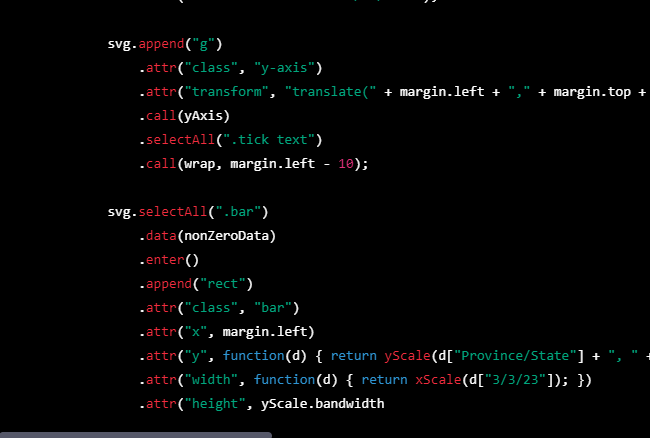 svg.append("g")
.attr("class", "y-axis")
.attr("transform", "translate(" + margin.left + "," + margin.top +
.call(yAxis)
.selectAll(".tick text")
.call(wrap, margin.left - 10);
svg.selectAll(".bar")
.data(nonZeroData)
.enter()
.append("rect")
.attr("class", "bar")
.attr("x", margin.left)
.attr("y", function(d) { return yScale(d["Province/State"] + ", " +
.attr("width", function(d) { return xScale(d["3/3/23"]); })
.attr("height", yScale.bandwidth